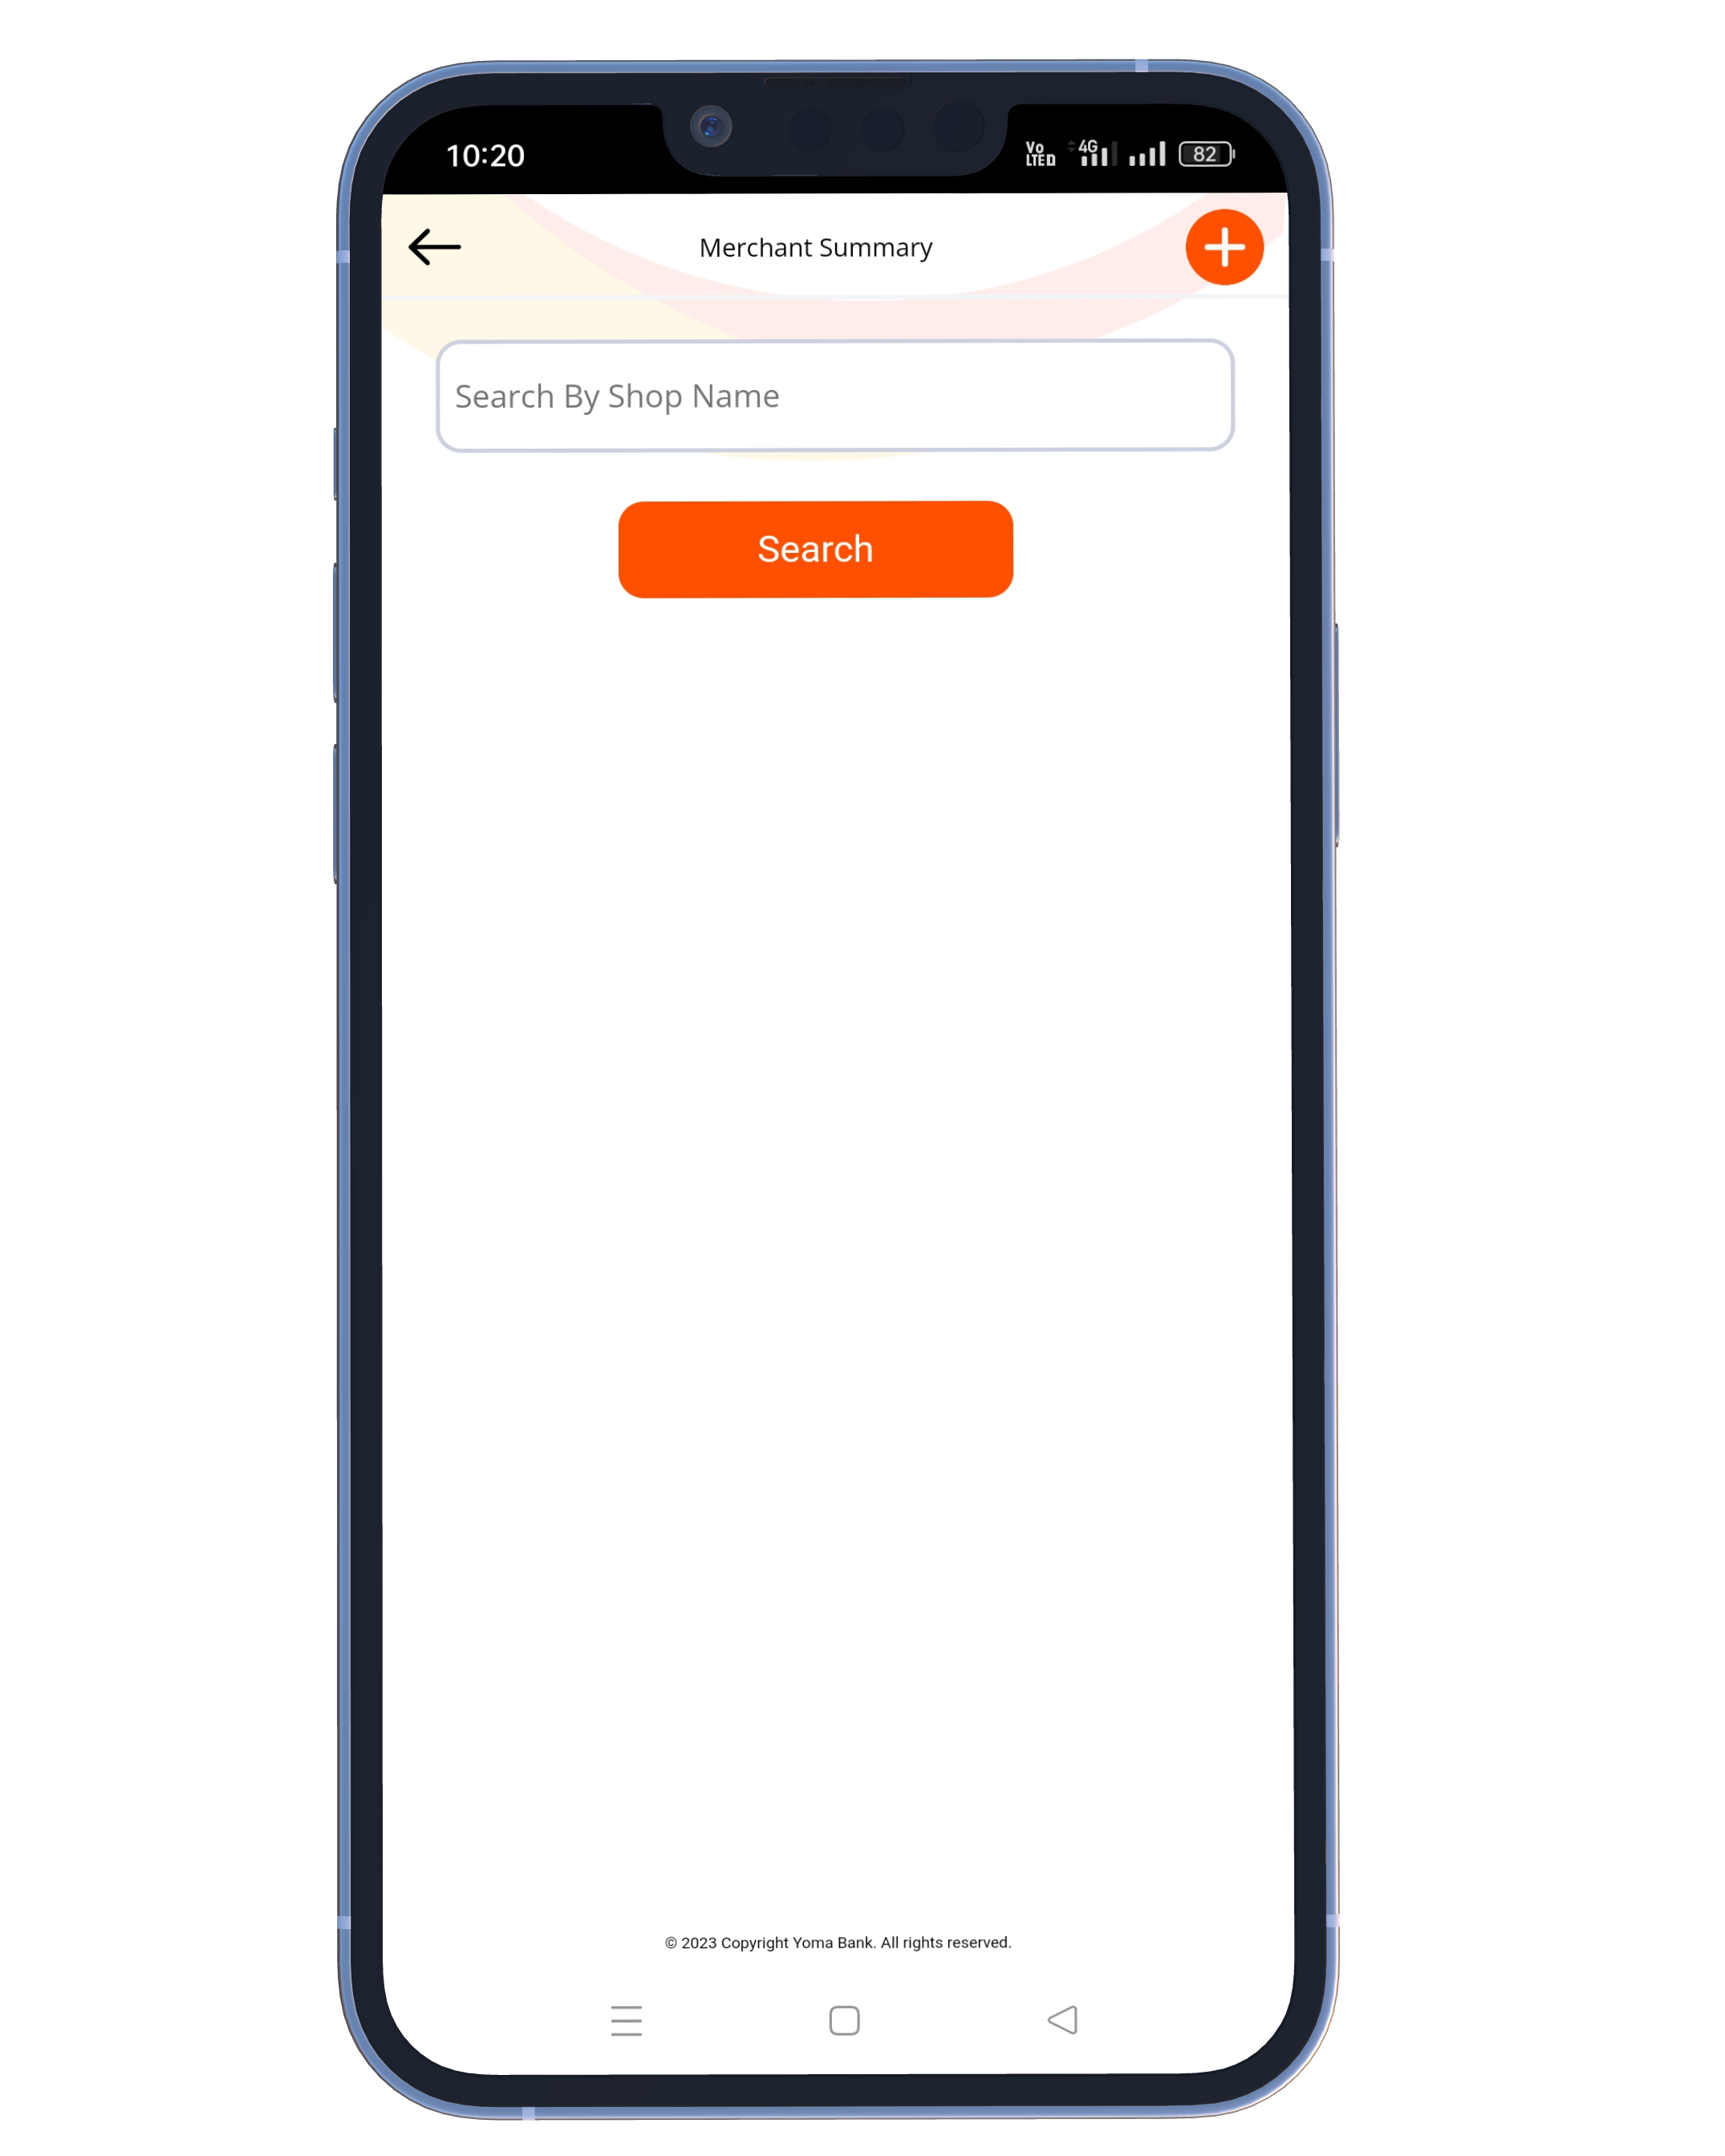 10:20
Vo LTED 4G 82
Merchant Summary
Search By Shop Name
Search
© 2023 Copyright Yoma Bank. All rights reserved.